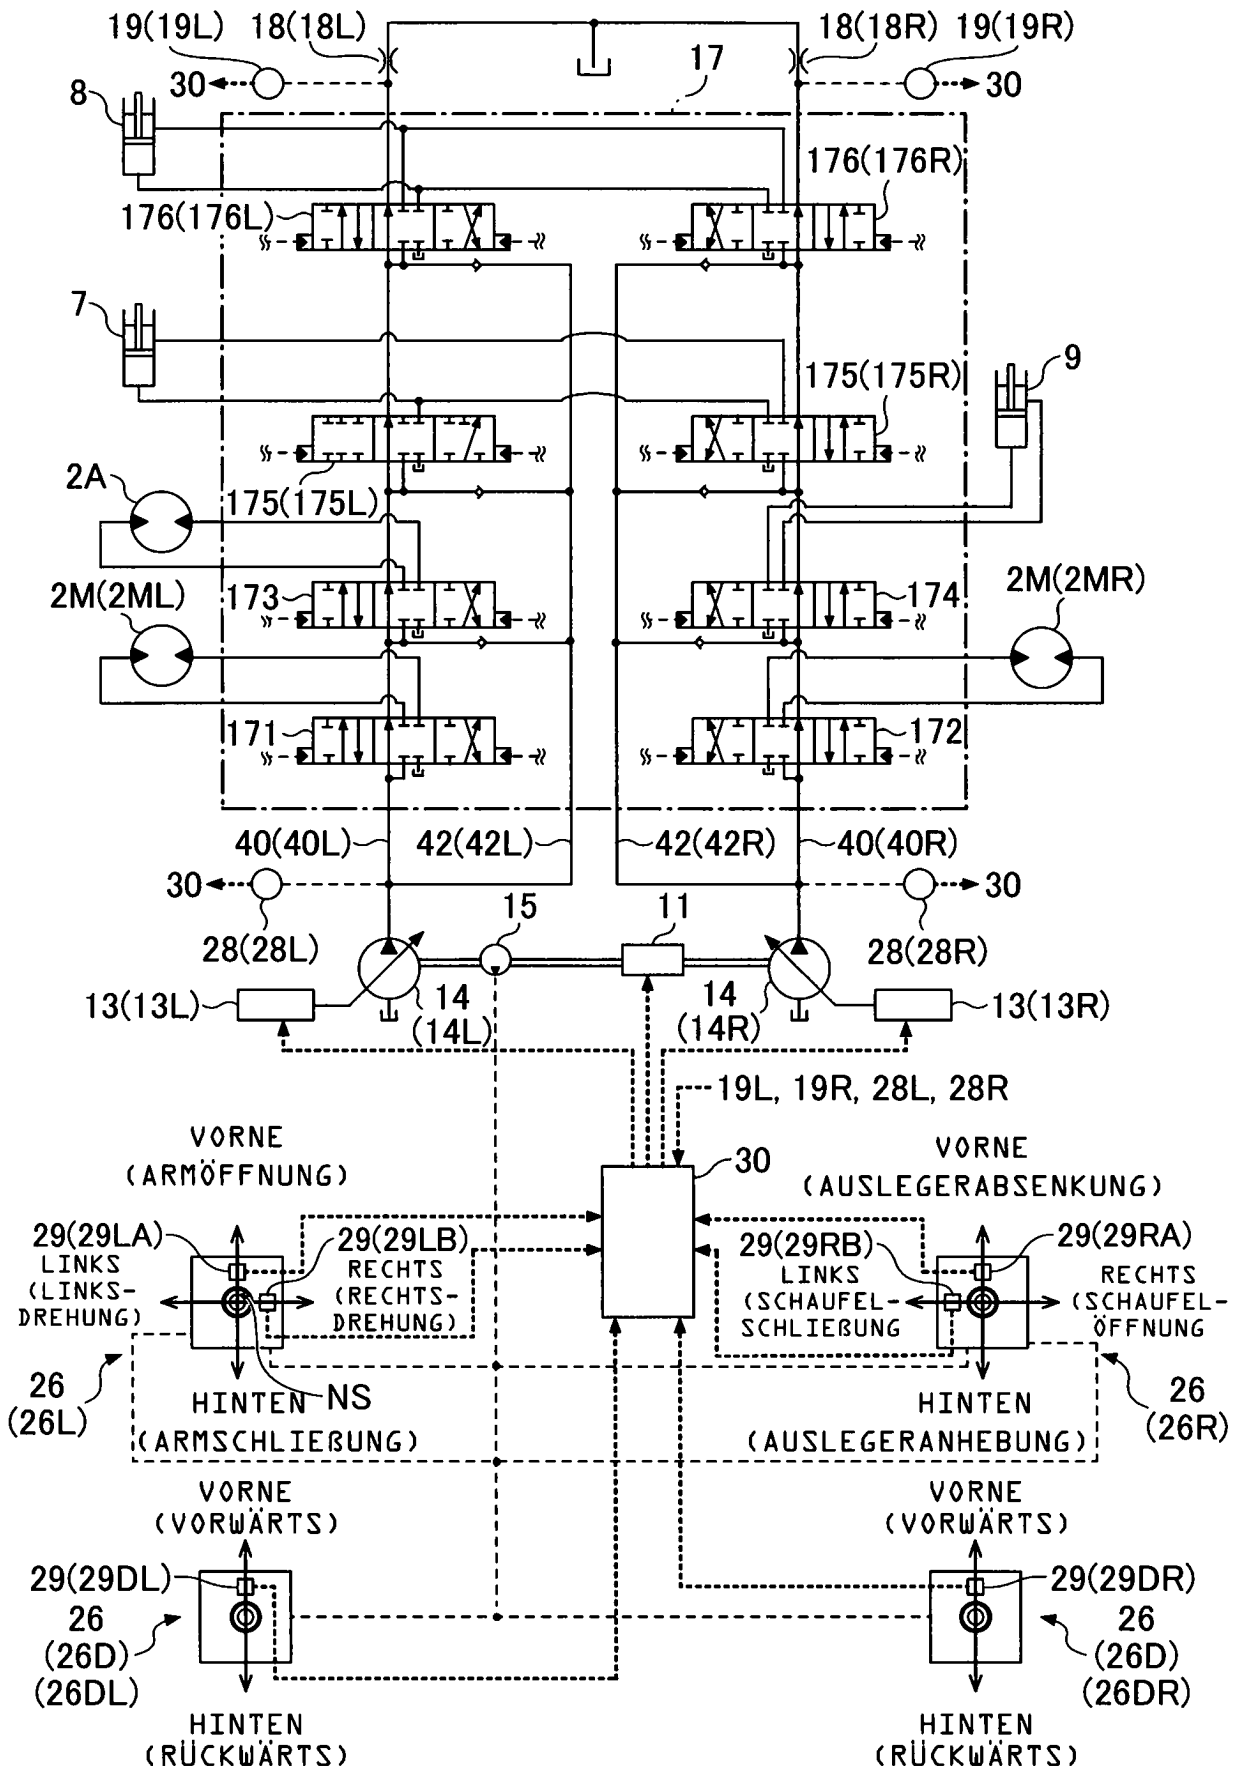 19(19L)
18(18L)
18(18R)
19(19R)
30
17
30
8
176(176R)
176(176L)
7
9
175(175R)
2A
175(175L)
2M(2ML)
173
174
2M(2MR)
171
172
40(40L)
42(42L)
42(42R)
40(40R)
30
15
11
30
28(28L)
28(28R)
13(13L)
14
(14L)
14
(14R)
13(13R)
19L, 19R, 28L, 28R
VORNE
(ARMÖFFNUNG)
30
VORNE
(AUSLEGERABSENKUNG)
29(29LA)
29(29LB)
29(29RB)
29(29RA)
LINKS
(LINKS-
DREHUNG)
RECHTS
(RECHTS-
DREHUNG)
LINKS
(SCHAUFEL-
SCHLIEßUNG)
RECHTS
(SCHAUFEL-
ÖFFNUNG
26
(26L)
HINTEN
NS
(ARMSCHLIEßUNG)
HINTEN
(AUSLEGERANHEBUNG)
26
(26R)
VORNE
(VORWÄRTS)
VORNE
(VORWÄRTS)
29(29DL)
26
(26D)
(26DL)
29(29DR)
26
(26D)
(26DR)
HINTEN
(RÜCKWÄRTS)
HINTEN
(RÜCKWÄRTS)